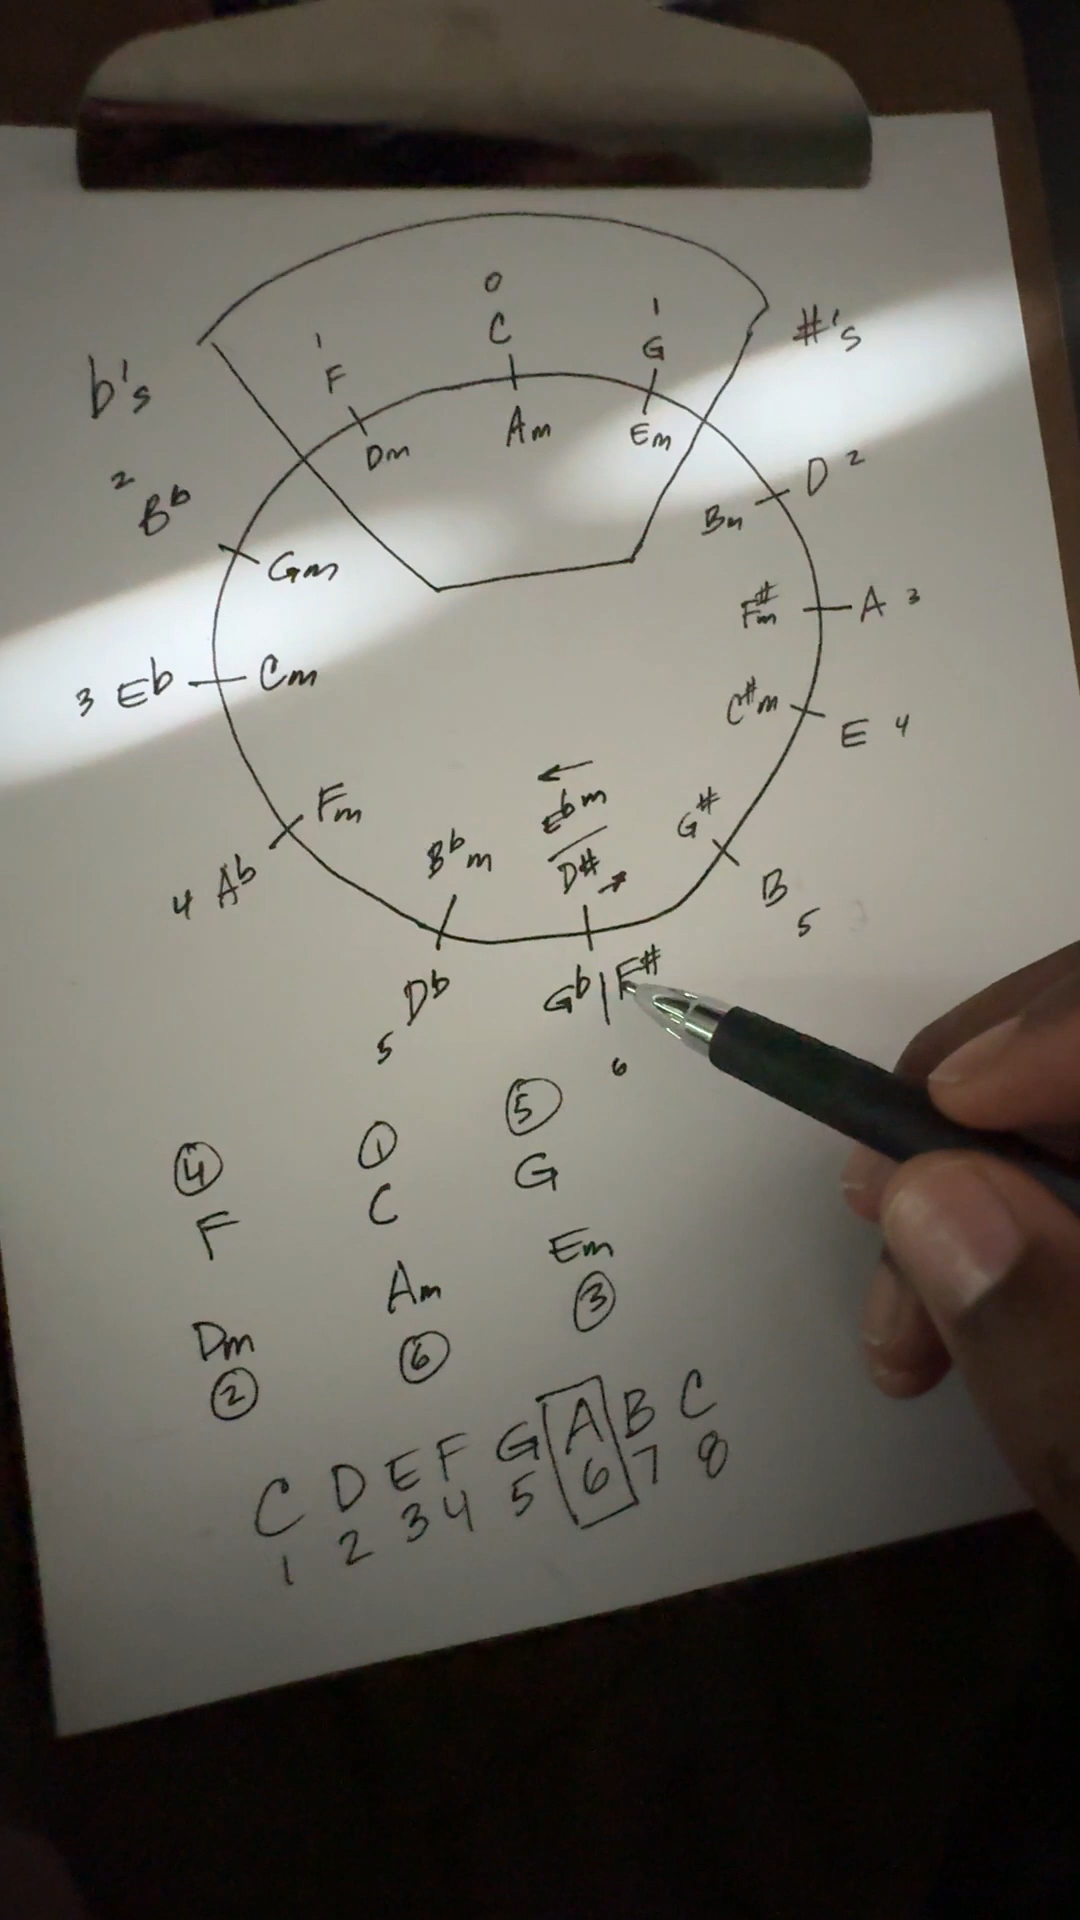 0
1 C 1
F G #'s
b's Dm Am Em
2 Bb Bm D 2
Gm
F#m A 3
3 Eb Cm
C#m E 4
←
Fm Ebm G#
4 Ab Bbm D# → B
5
Db Gb | F#
5 6
4 1 5
F C G
Dm Am Em
2 6 3
C D E F G A B C
1 2 3 4 5 6 7 8